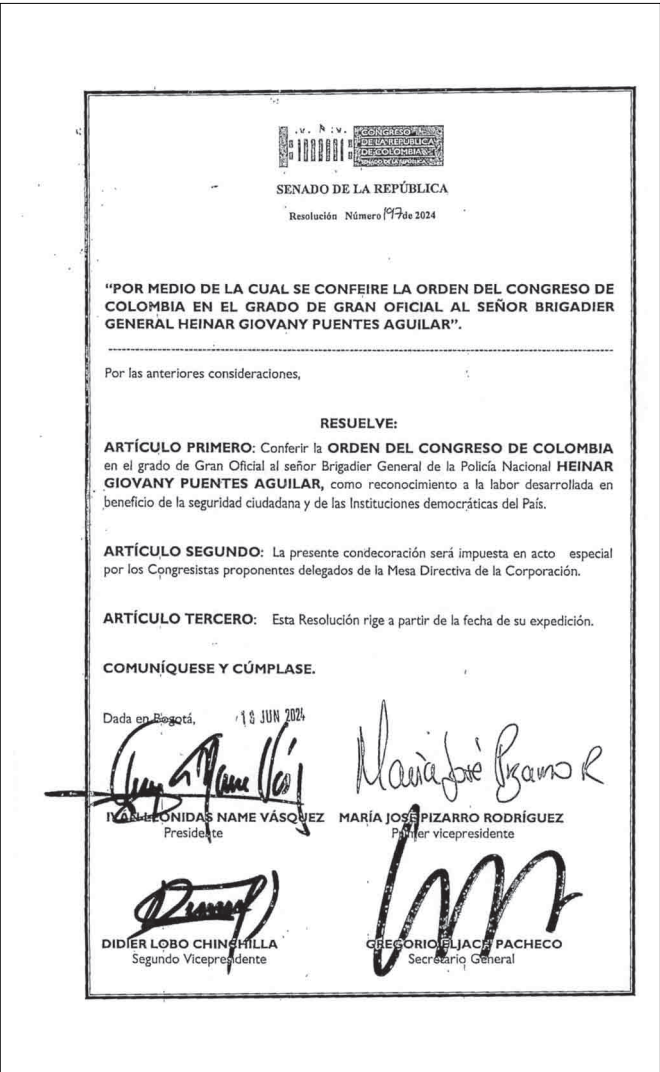 CONGRESO
DE LA REPÚBLICA
DE COLOMBIA
SENADO DE LA REPÚBLICA
SENADO DE LA REPÚBLICA
Resolución Número 197 de 2024
"POR MEDIO DE LA CUAL SE CONFEIRE LA ORDEN DEL CONGRESO DE
COLOMBIA EN EL GRADO DE GRAN OFICIAL AL SEÑOR BRIGADIER
GENERAL HEINAR GIOVANY PUENTES AGUILAR".
Por las anteriores consideraciones,
RESUELVE:
ARTÍCULO PRIMERO: Conferir la ORDEN DEL CONGRESO DE COLOMBIA
en el grado de Gran Oficial al señor Brigadier General de la Policía Nacional HEINAR
GIOVANY PUENTES AGUILAR, como reconocimiento a la labor desarrollada en
beneficio de la seguridad ciudadana y de las Instituciones democráticas del País.
ARTÍCULO SEGUNDO: La presente condecoración será impuesta en acto especial
por los Congresistas proponentes delegados de la Mesa Directiva de la Corporación.
ARTÍCULO TERCERO: Esta Resolución rige a partir de la fecha de su expedición.
COMUNÍQUESE Y CÚMPLASE.
Dada en Bogotá, JUN 2024
María José Pizarro R
IVÁN LEONIDAS NAME VÁSQUEZ MARÍA JOSÉ PIZARRO RODRÍGUEZ
Presidente Primer vicepresidente
DIDIER LOBO CHINCHILLA GREGORIO ELJACH PACHECO
Segundo Vicepresidente Secretario General